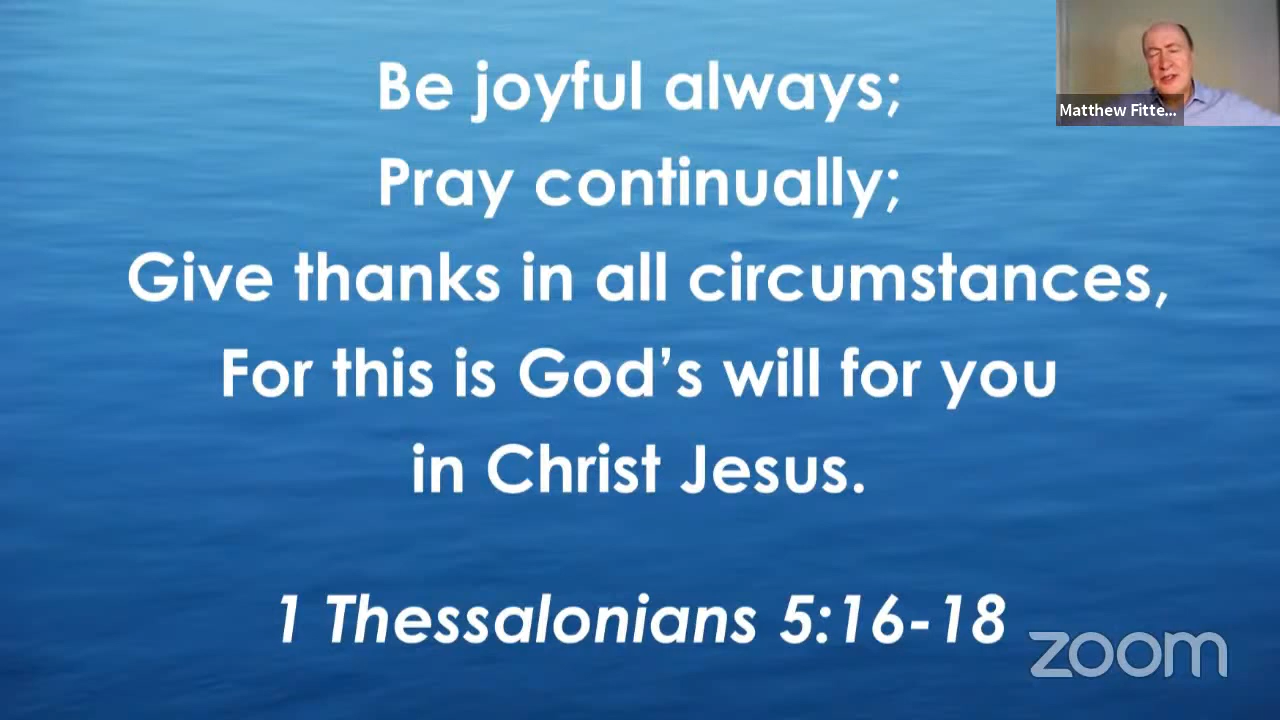 Be joyful always;
Pray continually;
Give thanks in all circumstances,
For this is God’s will for you
in Christ Jesus.
1 Thessalonians 5:16-18
Matthew Fitte...
zoom